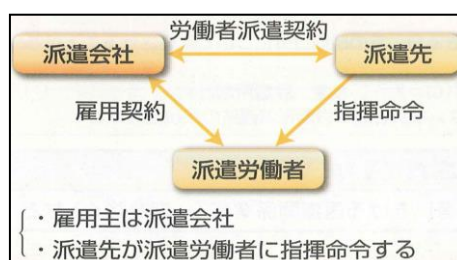 労働者派遣契約
派遣会社
派遣先
雇用契約
指揮命令
派遣労働者
・雇用主は派遣会社
・派遣先が派遣労働者に指揮命令する